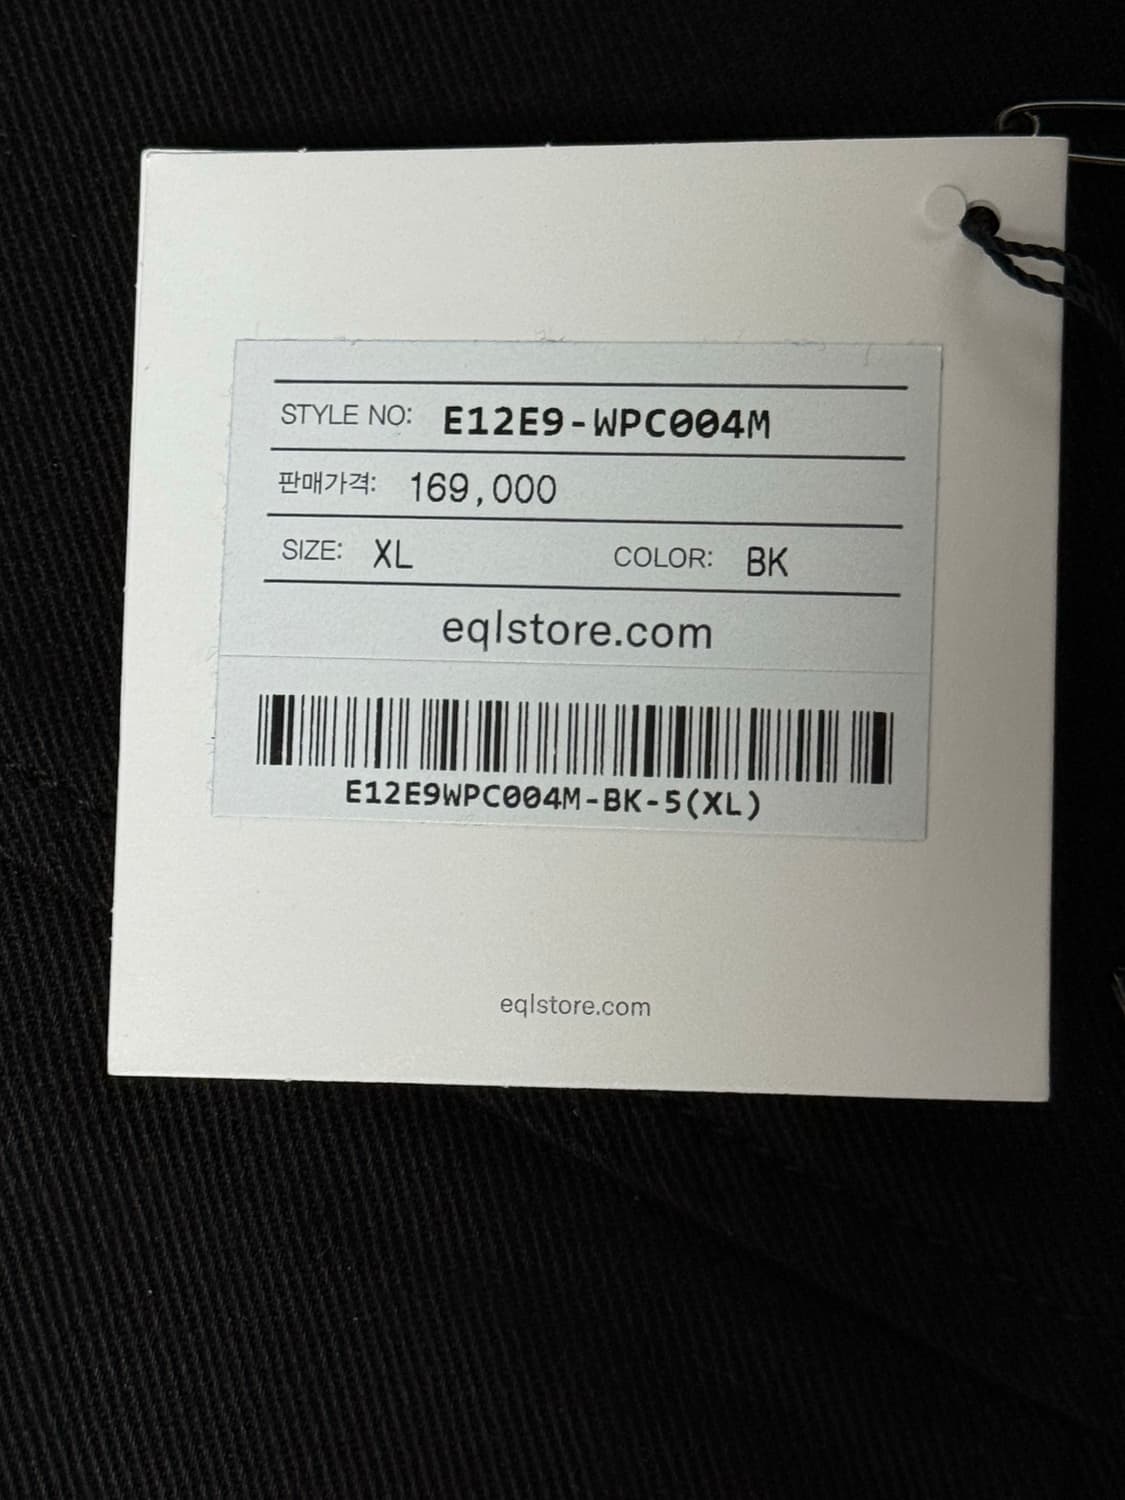 STYLE NO: E12E9-WPC004M
판매가격: 169,000
SIZE: XL COLOR: BK
eqlstore.com
E12E9WPC004M-BK-5(XL)
eqlstore.com